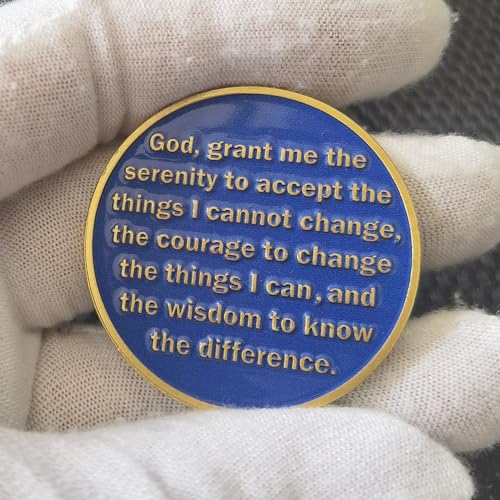 God, grant me the
serenity to accept the
things I cannot change,
the courage to change
the things I can, and
the wisdom to know
the difference.